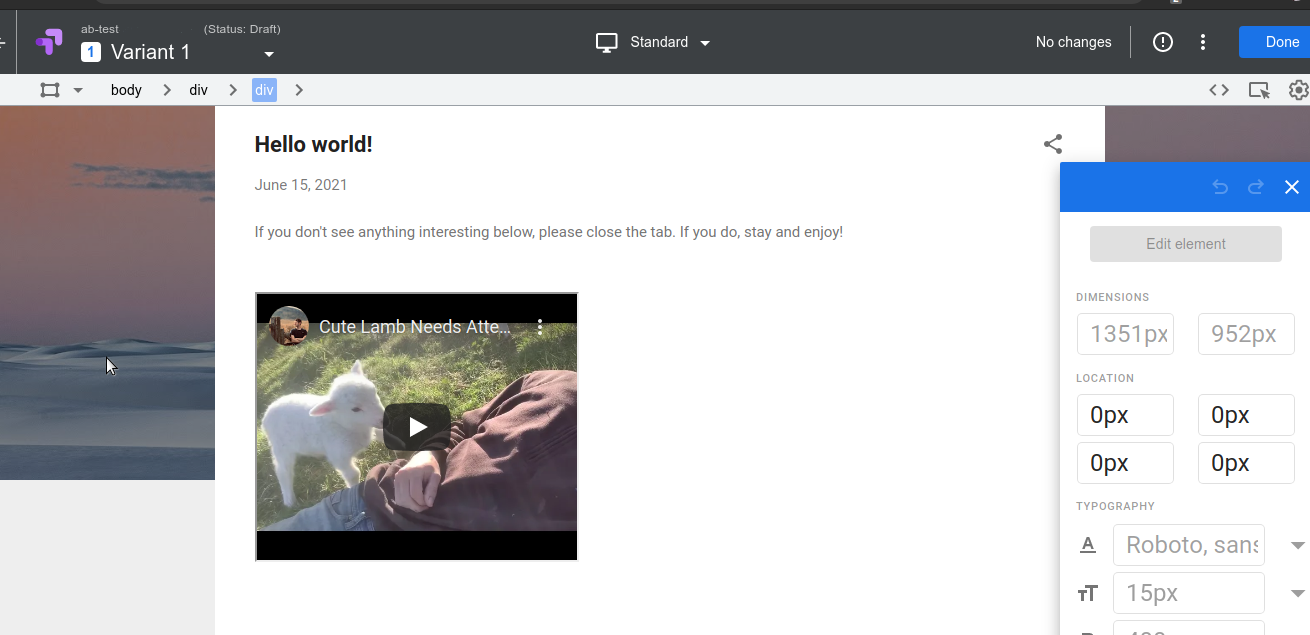 ab-test
(Status: Draft)
1 Variant 1
Standard
No changes
Done
body
div
div
Hello world!
June 15, 2021
If you don't see anything interesting below, please close the tab. If you do, stay and enjoy!
Cute Lamb Needs Atte...
Edit element
DIMENSIONS
1351px
952px
LOCATION
0px
0px
0px
0px
TYPOGRAPHY
A
Roboto, sans
TT
15px